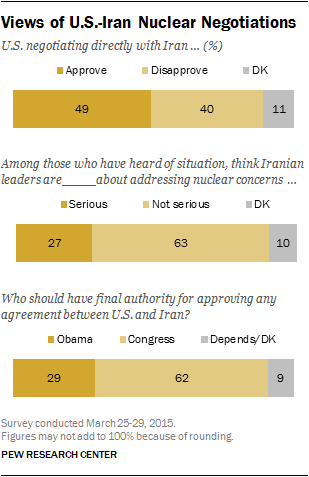 Views of U.S.-Iran Nuclear Negotiations
U.S. negotiating directly with Iran ... (%)
Approve Disapprove DK
49 40 11
Among those who have heard of situation, think Iranian
leaders are_____about addressing nuclear concerns ...
Serious Not serious DK
27 63 10
Who should have final authority for approving any
agreement between U.S. and Iran?
Obama Congress Depends/DK
29 62 9
Survey conducted March 25-29, 2015.
Figures may not add to 100% because of rounding.
PEW RESEARCH CENTER